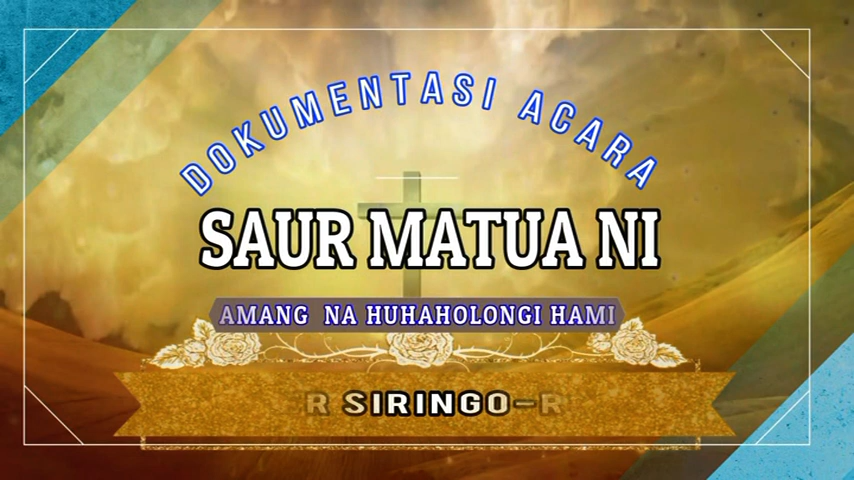 DOKUMENTASI ACARA
SAUR MATUA NI
AMANG NA HUHAHOLONGI HAMI
R SIRINGO-R